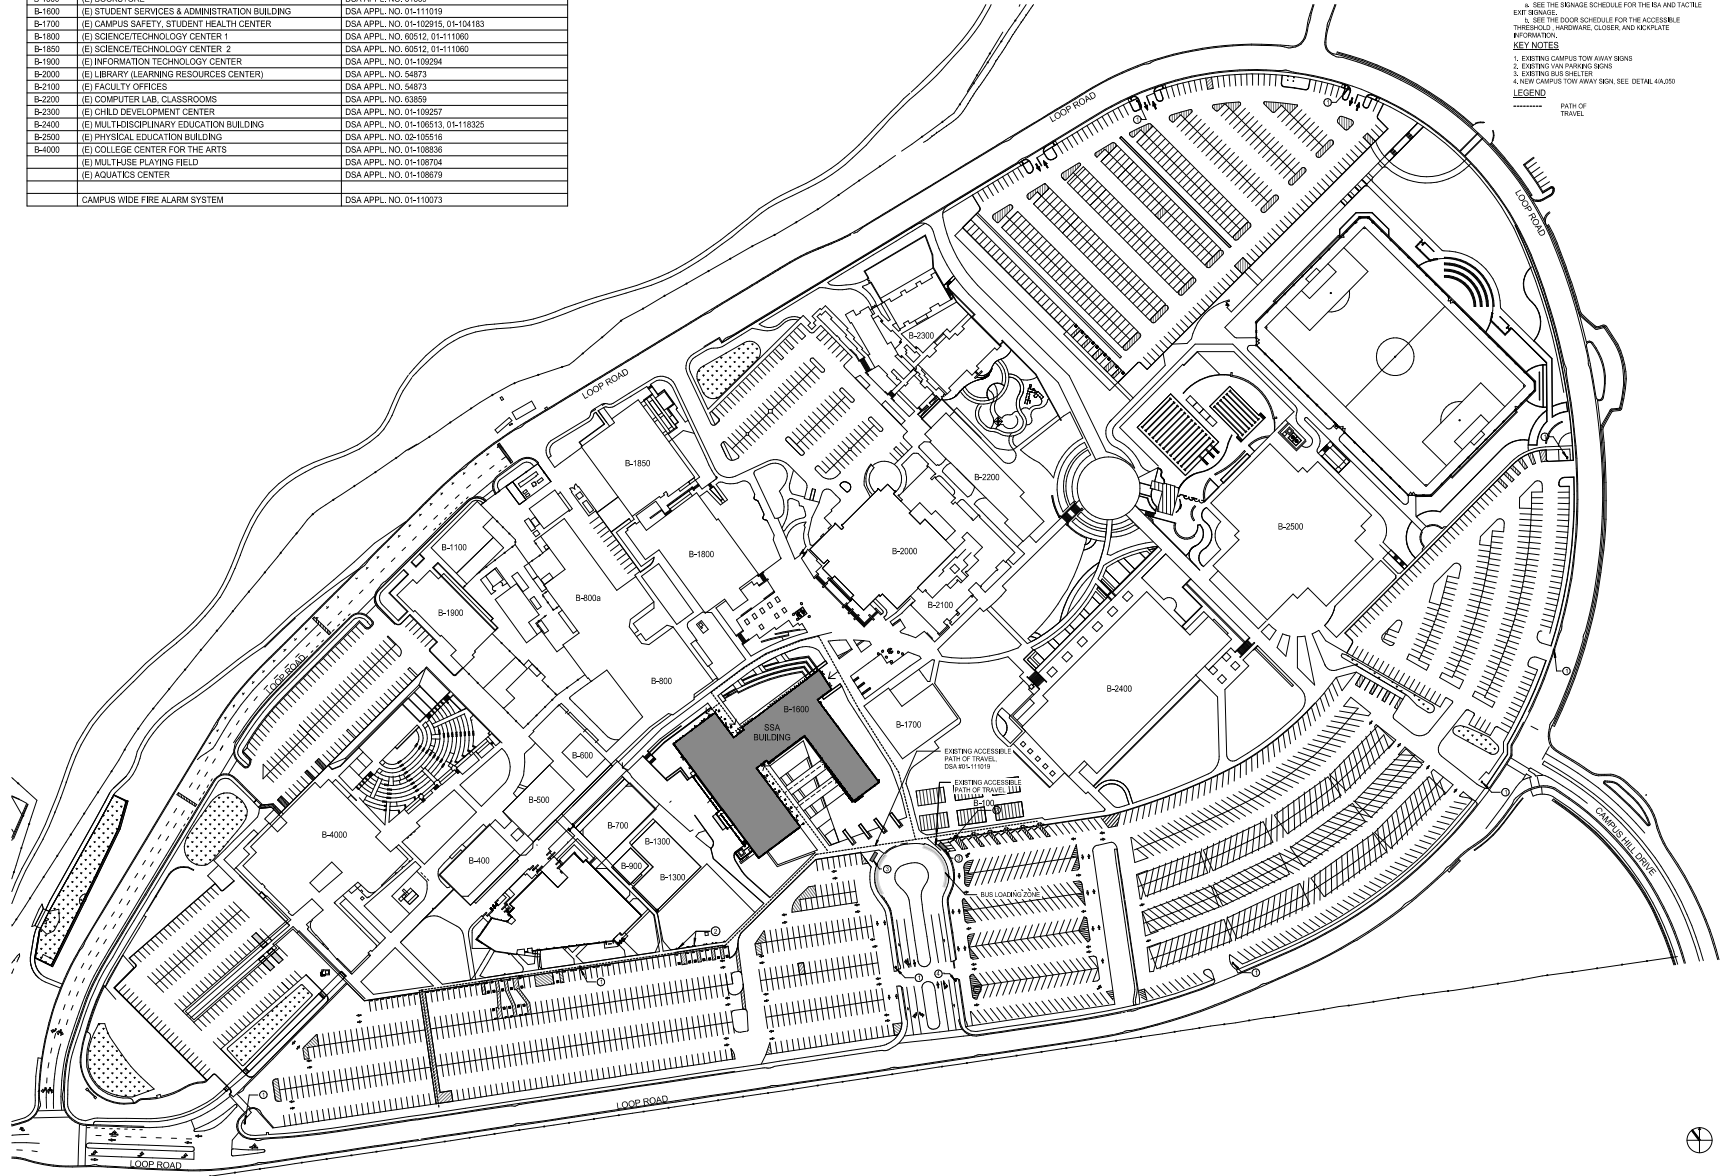 B-1600 (E) STUDENT SERVICES & ADMINISTRATION BUILDING DSA APPL. NO. 01-111019
B-1700 (E) CAMPUS SAFETY, STUDENT HEALTH CENTER DSA APPL. NO. 01-102915, 01-104183
B-1800 (E) SCIENCE/TECHNOLOGY CENTER 1 DSA APPL. NO. 60512, 01-111060
B-1850 (E) SCIENCE/TECHNOLOGY CENTER 2 DSA APPL. NO. 60512, 01-111060
B-1900 (E) INFORMATION TECHNOLOGY CENTER DSA APPL. NO. 01-109294
B-2000 (E) LIBRARY (LEARNING RESOURCES CENTER) DSA APPL. NO. 54873
B-2100 (E) FACULTY OFFICES DSA APPL. NO. 54873
B-2200 (E) COMPUTER LAB, CLASSROOMS DSA APPL. NO. 63859
B-2300 (E) CHILD DEVELOPMENT CENTER DSA APPL. NO. 01-109257
B-2400 (E) MULTI-DISCIPLINARY EDUCATION BUILDING DSA APPL. NO. 01-106513, 01-118325
B-2500 (E) PHYSICAL EDUCATION BUILDING DSA APPL. NO. 02-105516
B-4000 (E) COLLEGE CENTER FOR THE ARTS DSA APPL. NO. 01-108836
(E) MULTI-USE PLAYING FIELD DSA APPL. NO. 01-108704
(E) AQUATICS CENTER DSA APPL. NO. 01-108679
CAMPUS WIDE FIRE ALARM SYSTEM DSA APPL. NO. 01-110073
a. SEE THE SIGNAGE SCHEDULE FOR THE ISA AND TACTILE
EXIT SIGNAGE.
b. SEE THE DOOR SCHEDULE FOR THE ACCESSIBLE
THRESHOLD, HARDWARE, CLOSER, AND KICKPLATE
INFORMATION.
KEY NOTES
1. EXISTING CAMPUS TOW AWAY SIGNS
2. EXISTING VAN PARKING SIGNS
3. EXISTING BUS SHELTER
4. NEW CAMPUS TOW AWAY SIGN, SEE DETAIL 4/A.050
LEGEND
PATH OF
TRAVEL
LOOP ROAD
LOOP ROAD
B-2300
LOOP ROAD
B-1850
B-2200
B-2500
B-1100
B-1800
B-2000
B-800a
B-2100
B-1900
LOOP ROAD
B-800
B-2400
B-1600
SSA
BUILDING
B-1700
B-600
EXISTING ACCESSIBLE
PATH OF TRAVEL.
DSA #01-111019
EXISTING ACCESSIBLE
PATH OF TRAVEL
B-100
B-500
CAMPUS HILL DRIVE
B-4000
B-700
B-1300
B-400
B-900
B-1300
BUS LOADING ZONE
LOOP ROAD
LOOP ROAD